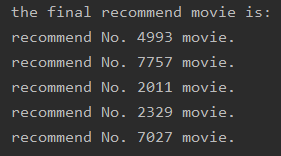 the final recommend movie is:
recommend No. 4993 movie.
recommend No. 7757 movie.
recommend No. 2011 movie.
recommend No. 2329 movie.
recommend No. 7027 movie.